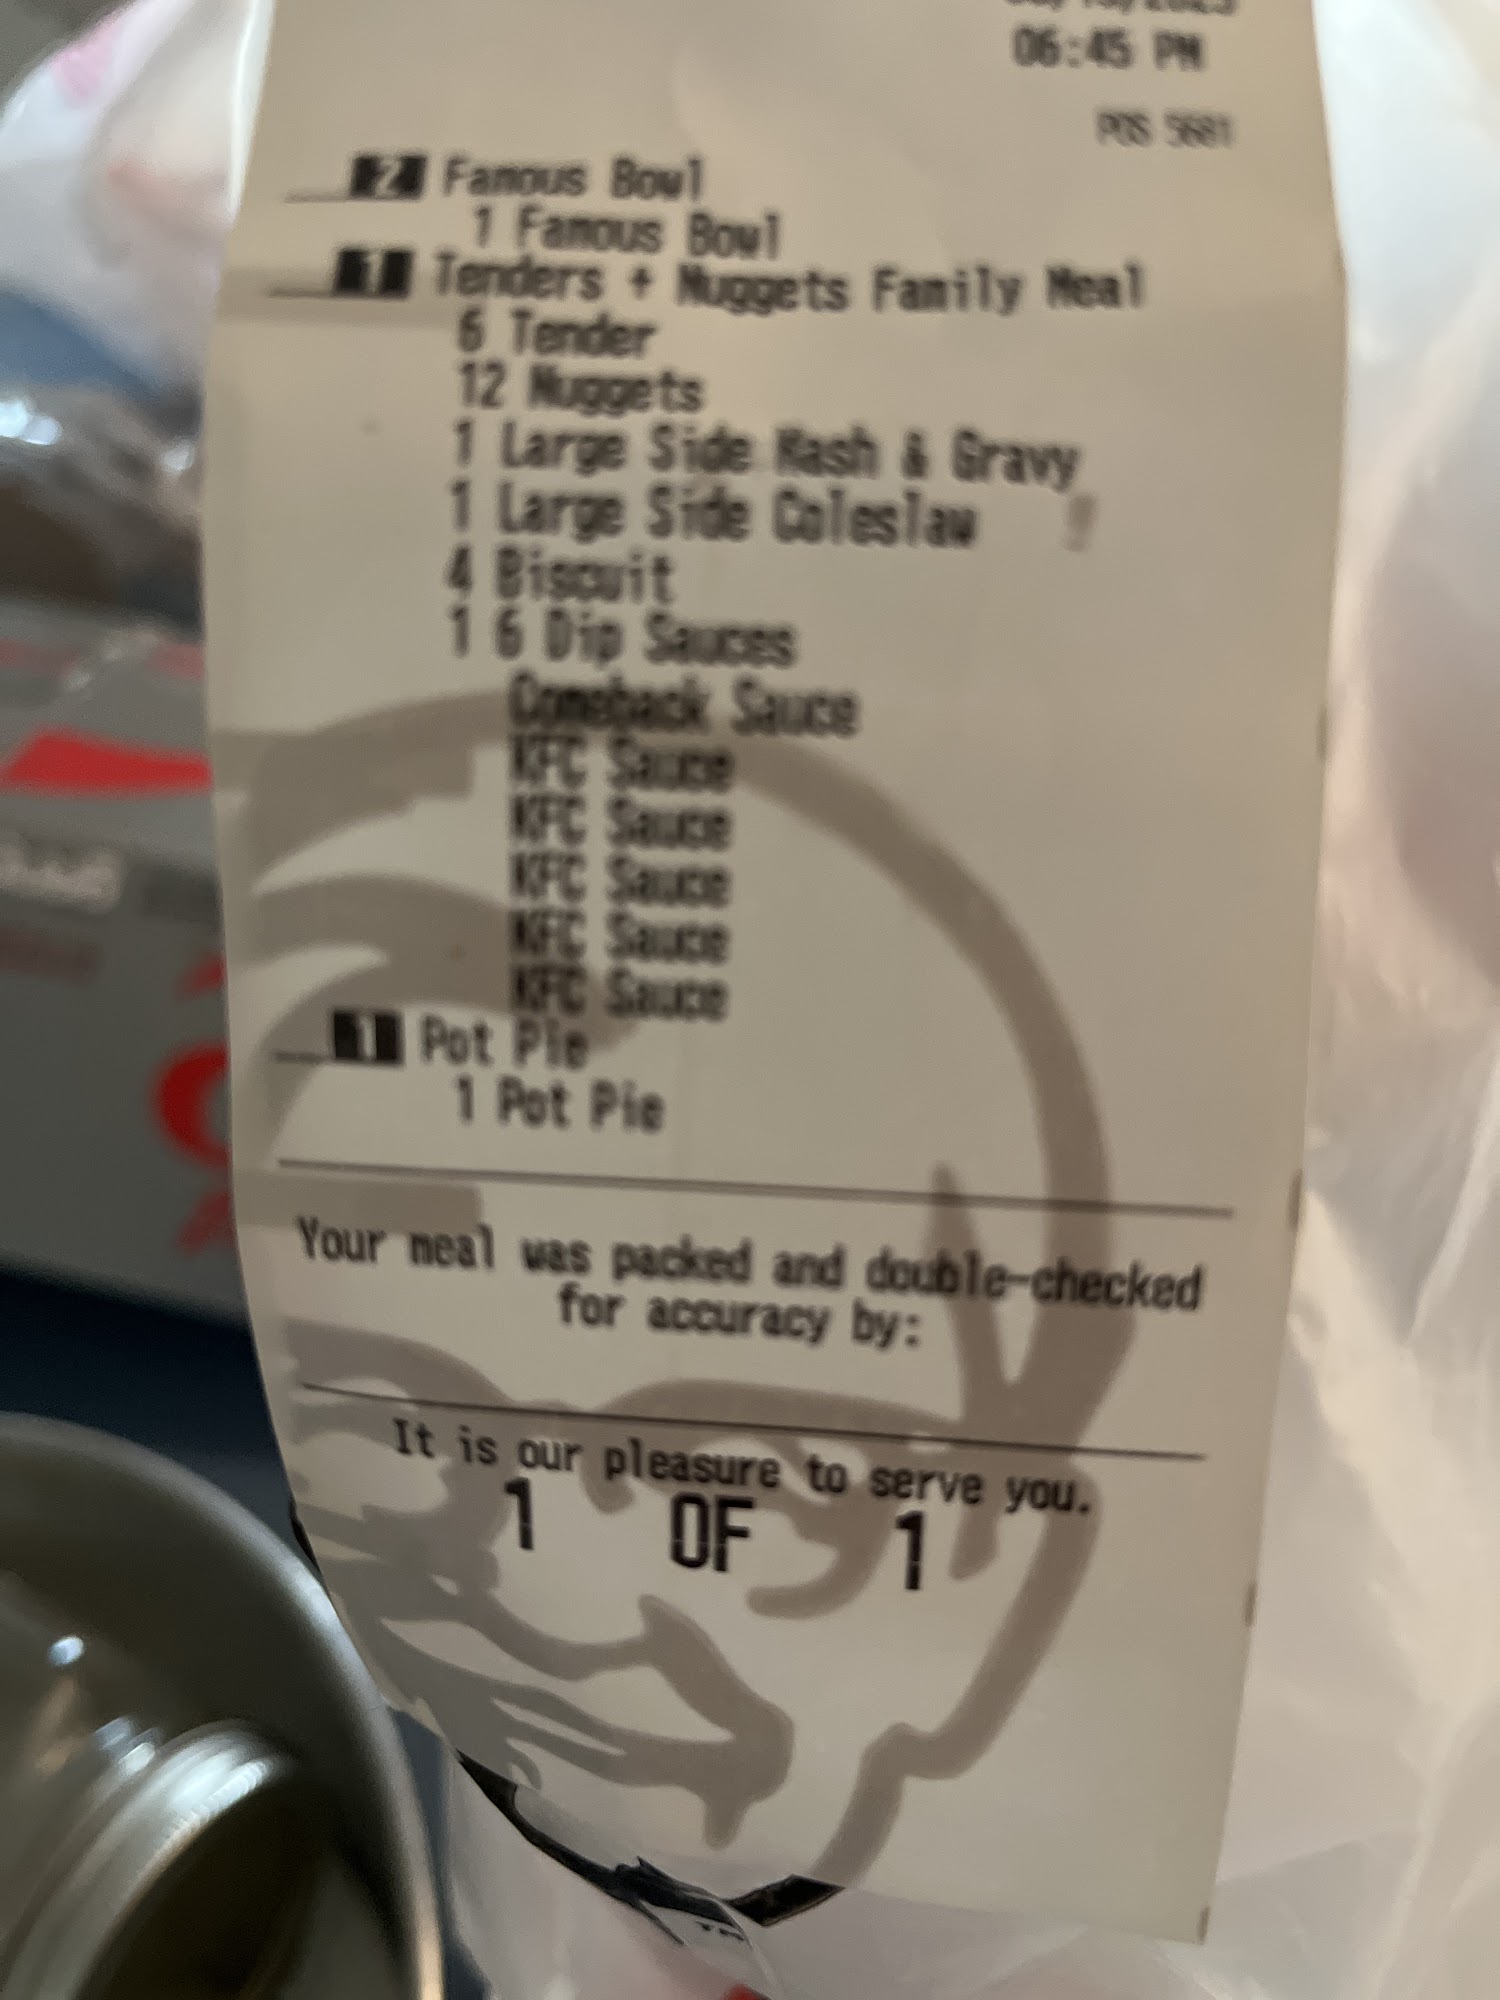 06:45 PM
POS 5681
2 Famous Bowl
1 Famous Bowl
1 Tenders + Nuggets Family Meal
6 Tender
12 Nuggets
1 Large Side Mash & Gravy
1 Large Side Coleslaw
4 Biscuit
1 6 Dip Sauces
Comeback Sauce
KFC Sauce
KFC Sauce
KFC Sauce
KFC Sauce
KFC Sauce
1 Pot Pie
1 Pot Pie
Your meal was packed and double-checked
for accuracy by:
It is our pleasure to serve you.
1 OF 1